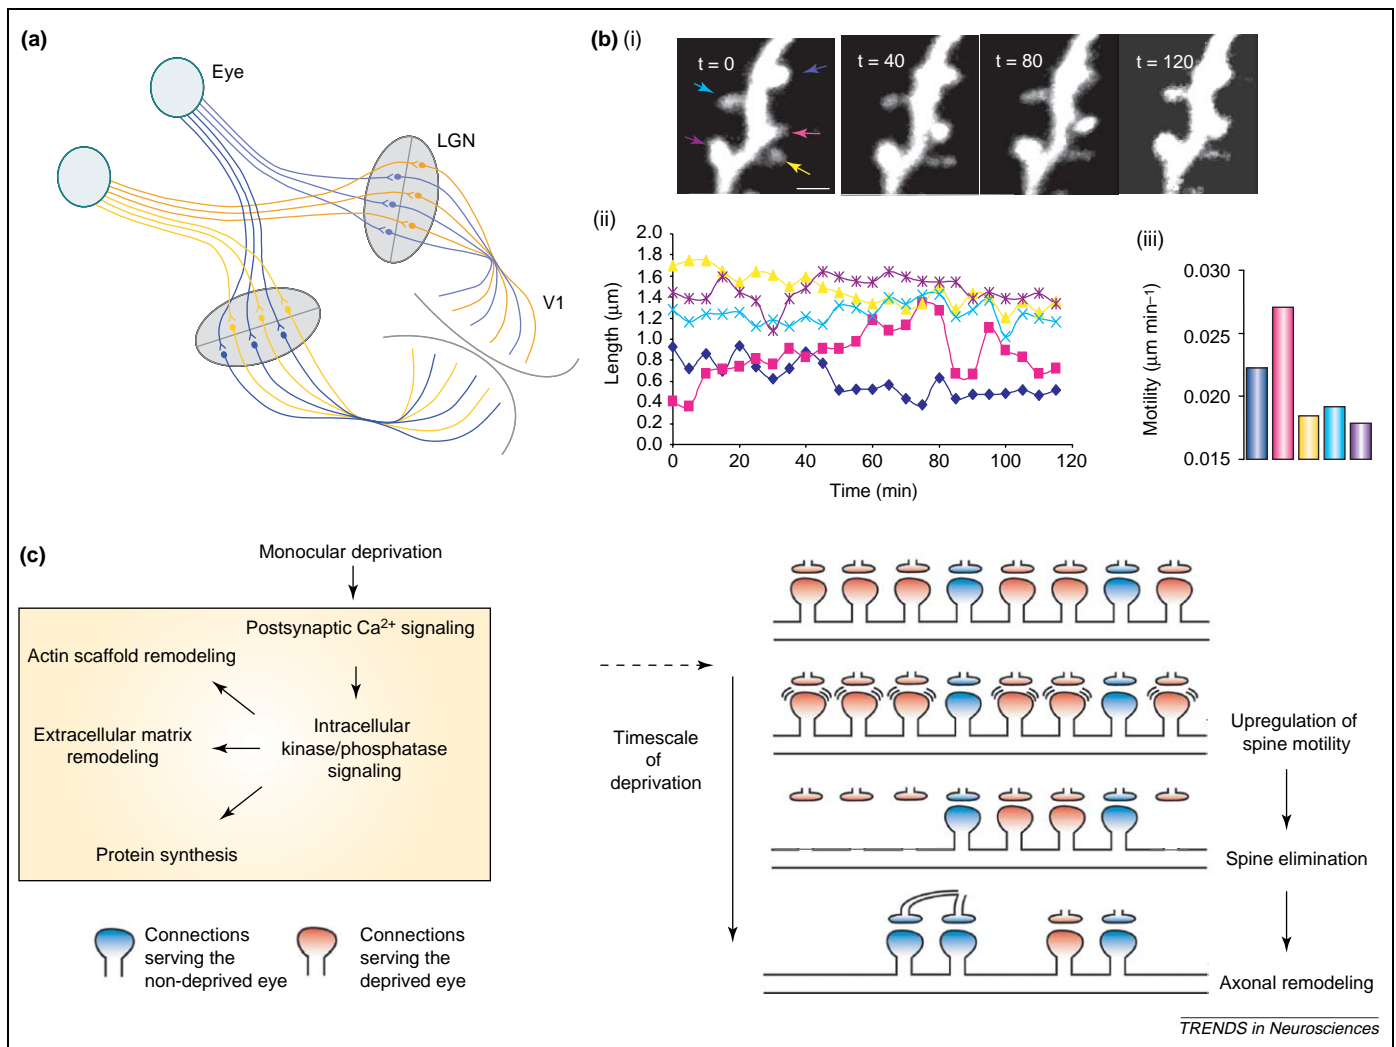 (a)
Eye
LGN
V1
(b) (i)
t = 0
t = 40
t = 80
t = 120
(ii)
2.0
1.8
1.6
1.4
1.2
1.0
0.8
0.6
0.4
0.2
0.0
Length (μm)
0
20
40
60
80
100
120
Time (min)
(iii)
0.030
0.025
0.020
0.015
Motility (μm min–1)
(c)
Monocular deprivation
Postsynaptic Ca²⁺ signaling
Actin scaffold remodeling
Extracellular matrix
remodeling
Intracellular
kinase/phosphatase
signaling
Protein synthesis
Connections
serving the
non-deprived eye
Connections
serving the
deprived eye
Timescale
of
deprivation
Upregulation of
spine motility
Spine elimination
Axonal remodeling
TRENDS in Neurosciences